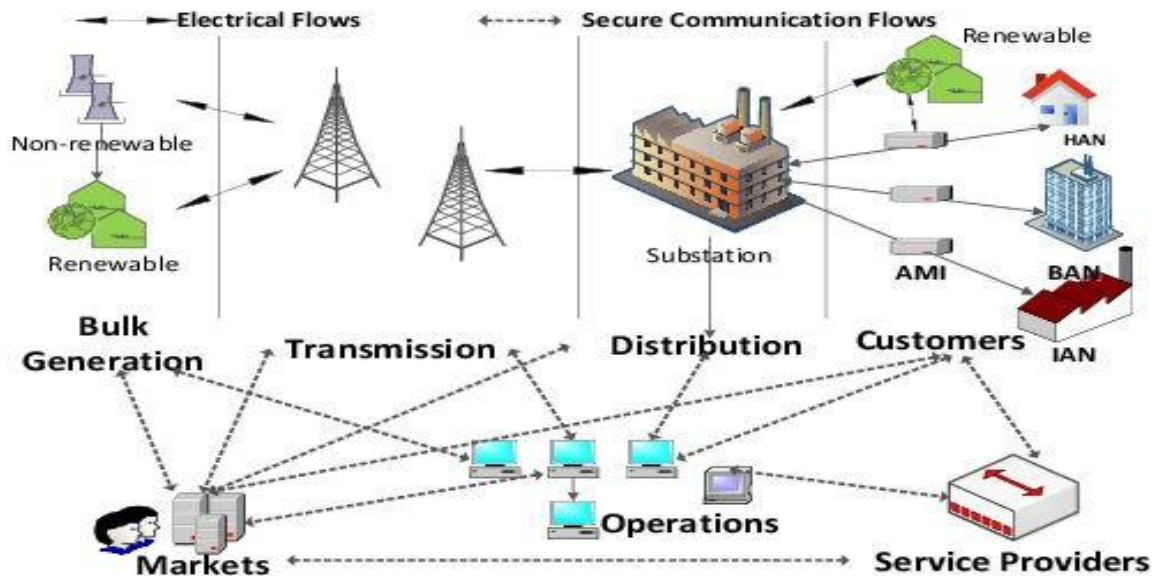 Electrical Flows
Secure Communication Flows
Renewable
Non-renewable
HAN
Renewable
Substation
AMI
BAN
Bulk
Generation
Transmission
Distribution
Customers
IAN
Operations
Markets
Service Providers